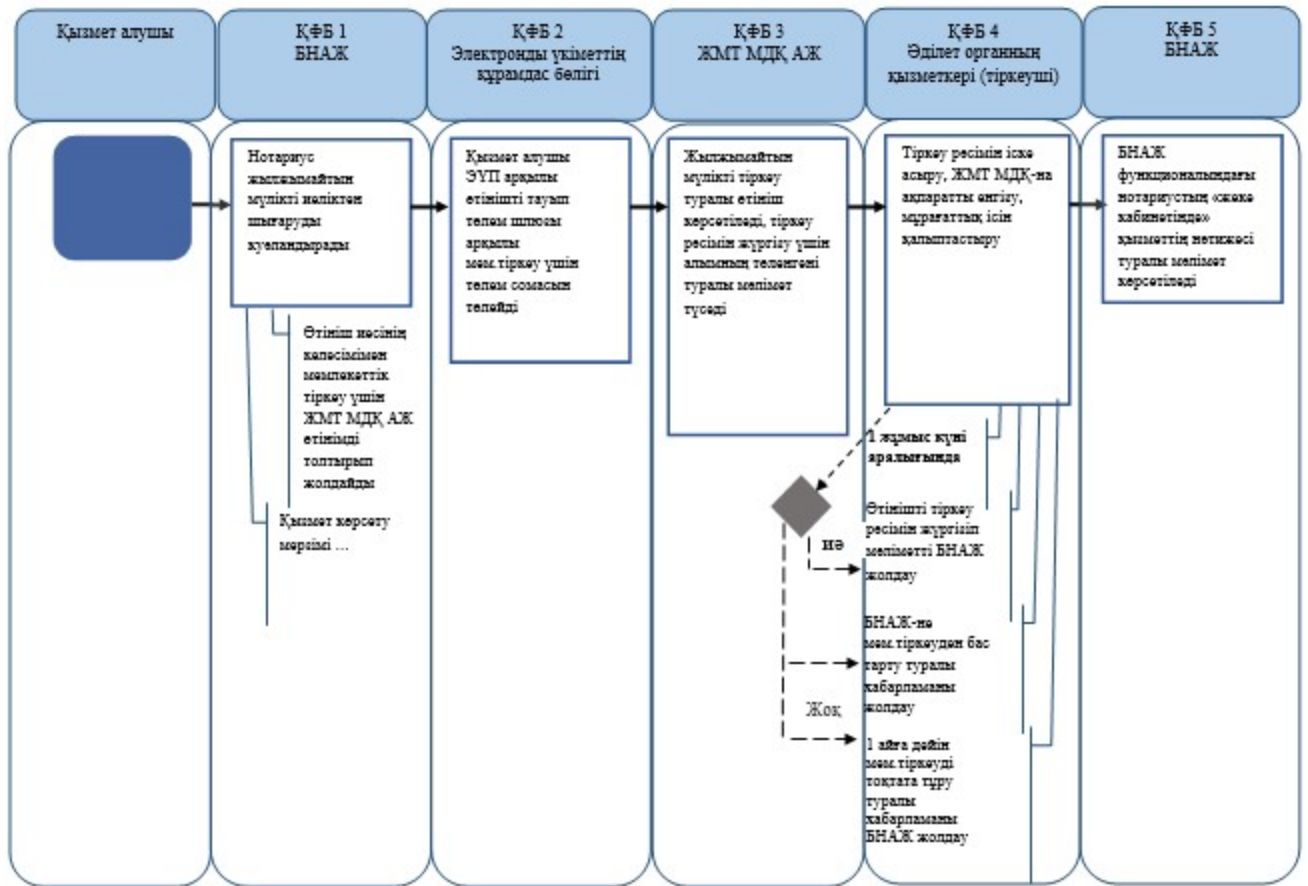 Қызмет алушы
ҚФБ 1
БНАЖ
ҚФБ 2
Электронды үкіметтің
құрамдас бөлігі
ҚФБ 3
ЖМТ МДҚ АЖ
ҚФБ 4
Әділет органның
қызметкері (тіркеуші)
ҚФБ 5
БНАЖ
Нотариус
жылжымайтын
мүлікті иеліктен
шығаруды
куәландырады
Өтініш иесінің
келесімімен
мемлекеттік
тіркеу үшін
ЖМТ МДҚ АЖ
өтінімді
толтырып
жолдайды
Қызмет көрсету
мерзімі ...
Қызмет алушы
ЭҮП арқылы
өтінішті тауып
төлем шлюзы
арқылы
мем.тіркеу үшін
төлем сомасын
төлейді
Жылжымайтын
мүлікті тіркеу
туралы өтініш
көрсетіледі, тіркеу
рәсімін жүргізу үшін
алымның төленгені
туралы мәлімет
түседі
Тіркеу рәсімін іске
асыру, ЖМТ МДҚ-на
ақпаратты енгізу,
мұрағаттық ісін
қалыптастыру
1 жұмыс күні
аралығында
иә
Өтінішті тіркеу
рәсімін жүргізіп
мәліметті БНАЖ
жолдау
БНАЖ-не
мем.тіркеуден бас
тарту туралы
хабарламаны
жолдау
Жоқ
1 айға дейін
мем.тіркеуді
тоқтата тұру
туралы
хабарламаны
БНАЖ жолдау
БНАЖ
функционалындағы
нотариустың «жеке
кабинетінде»
қызметтің нәтижесі
туралы мәлімет
көрсетіледі